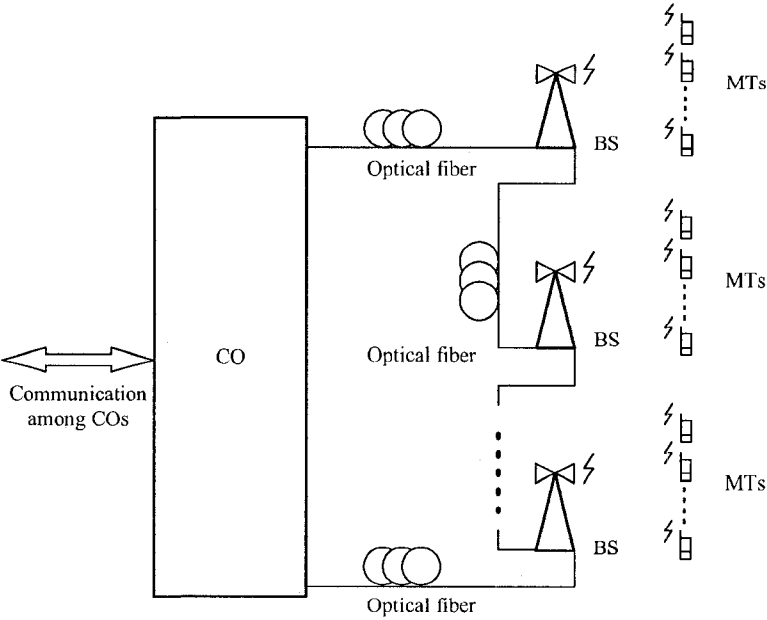 MTs
BS
Optical fiber
MTs
BS
Optical fiber
CO
Communication
among COs
MTs
BS
Optical fiber